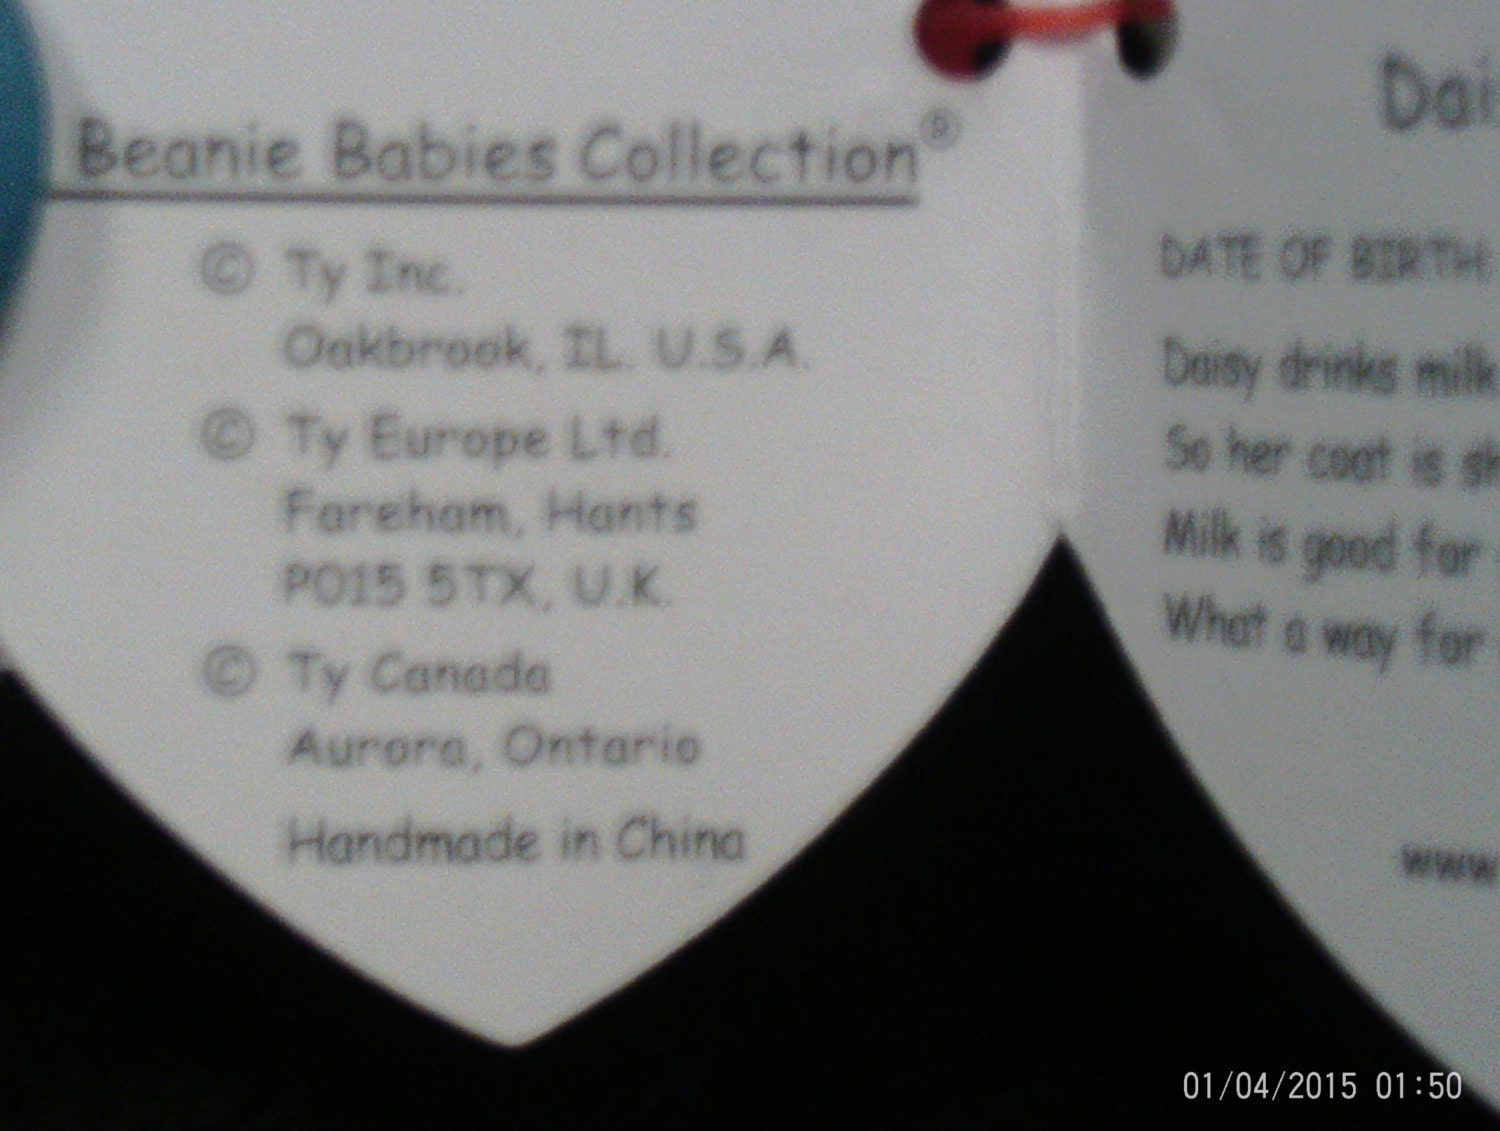 Beanie Babies Collection®
© Ty Inc.
Oakbrook, IL. U.S.A.
© Ty Europe Ltd.
Fareham, Hants
P015 5TX, U.K.
© Ty Canada
Aurora, Ontario
Handmade in China
Dai
DATE OF BIRTH:
Daisy drinks milk
So her coat is sh
Milk is good for
What a way for
www
01/04/2015 01:50